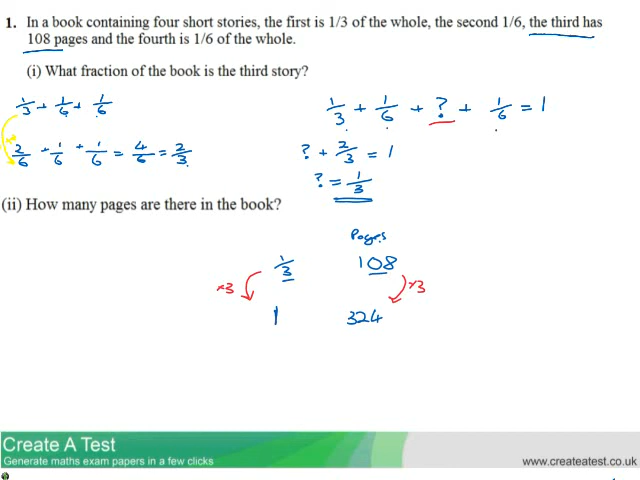 1. In a book containing four short stories, the first is 1/3 of the whole, the second 1/6, the third has
108 pages and the fourth is 1/6 of the whole.
(i) What fraction of the book is the third story?
1/3 + 1/6 + 1/6
1/3 + 1/6 + ? + 1/6 = 1
×2
2/6 + 1/6 + 1/6 = 4/6 = 2/3
? + 2/3 = 1
? = 1/3
(ii) How many pages are there in the book?
Pages
1/3 108
×3 ×3
1 324
Create A Test
Generate maths exam papers in a few clicks
www.createatest.co.uk